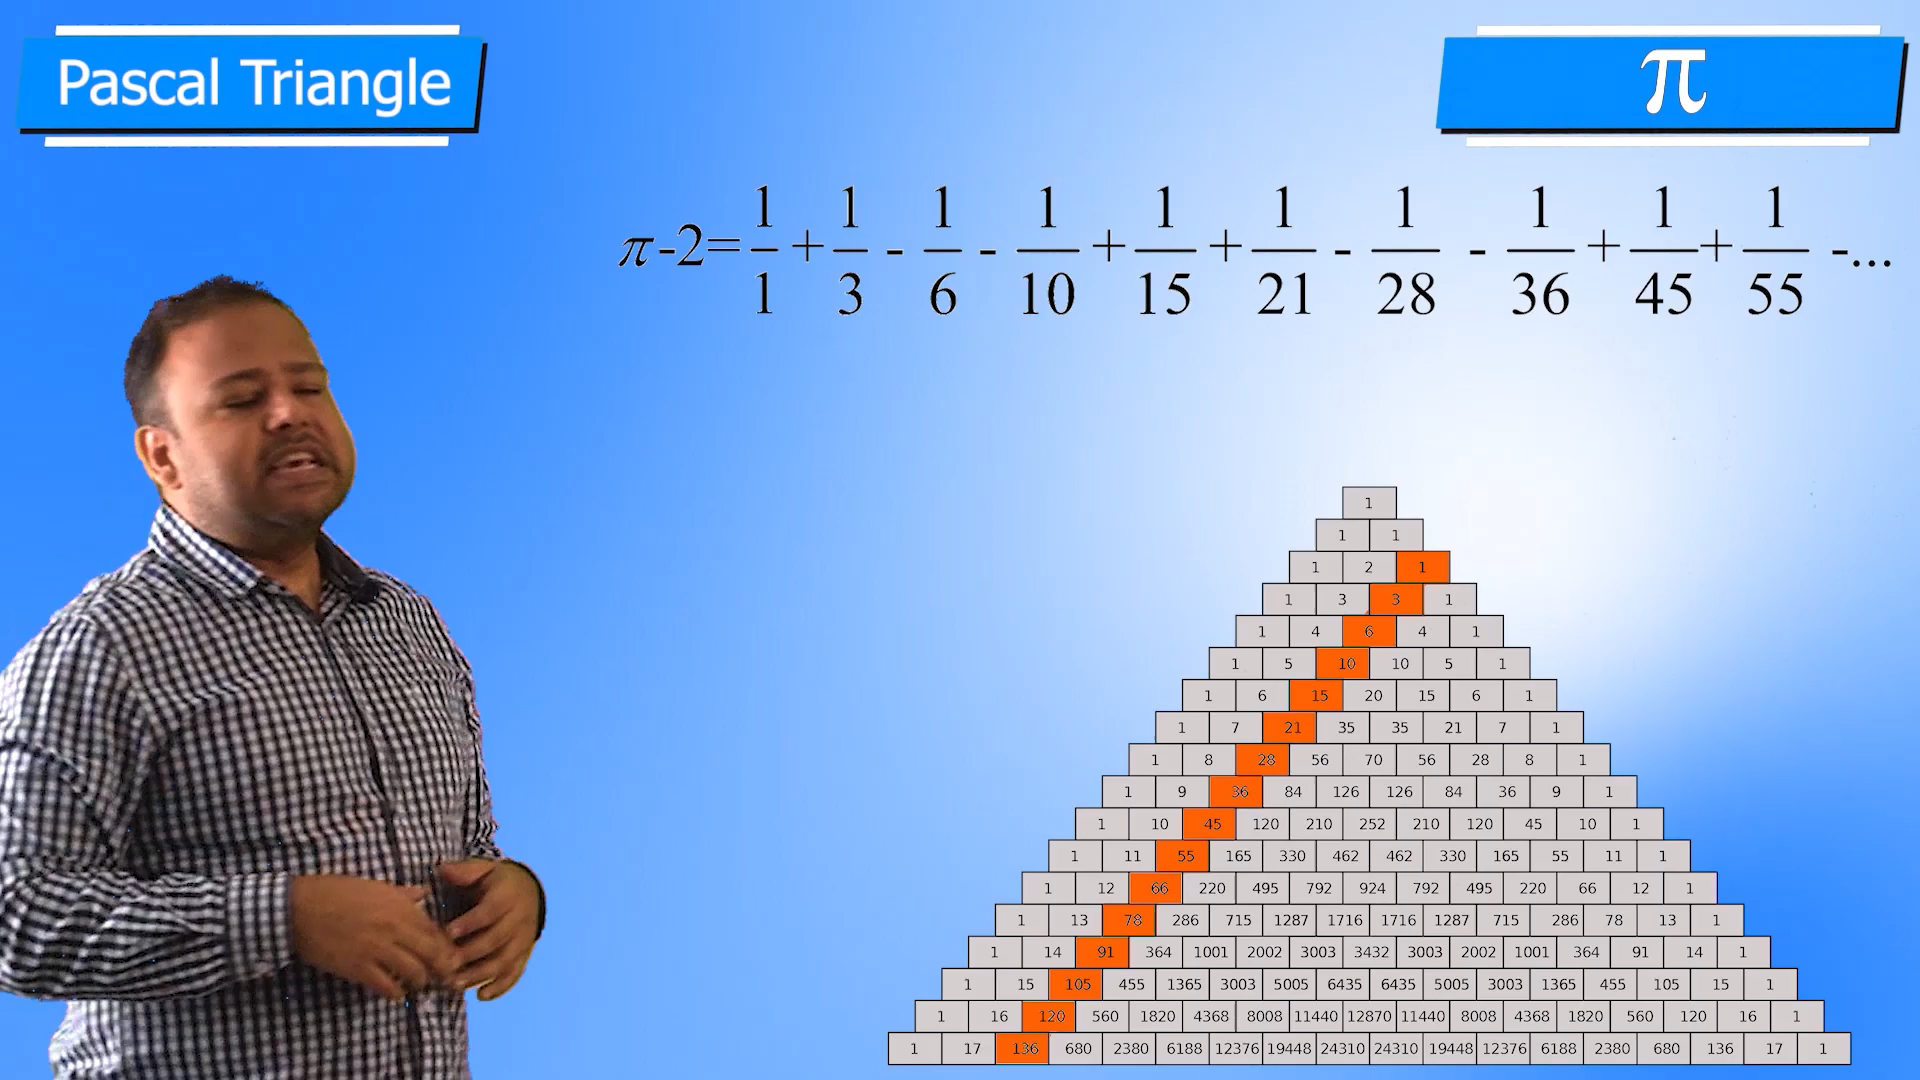 Pascal Triangle
π
π-2=1/1+1/3-1/6-1/10+1/15+1/21-1/28-1/36+1/45+1/55-...
1
1 1
1 2 1
1 3 3 1
1 4 6 4 1
1 5 10 10 5 1
1 6 15 20 15 6 1
1 7 21 35 35 21 7 1
1 8 28 56 70 56 28 8 1
1 9 36 84 126 126 84 36 9 1
1 10 45 120 210 252 210 120 45 10 1
1 11 55 165 330 462 462 330 165 55 11 1
1 12 66 220 495 792 924 792 495 220 66 12 1
1 13 78 286 715 1287 1716 1716 1287 715 286 78 13 1
1 14 91 364 1001 2002 3003 3432 3003 2002 1001 364 91 14 1
1 15 105 455 1365 3003 5005 6435 6435 5005 3003 1365 455 105 15 1
1 16 120 560 1820 4368 8008 11440 12870 11440 8008 4368 1820 560 120 16 1
1 17 136 680 2380 6188 12376 19448 24310 24310 19448 12376 6188 2380 680 136 17 1